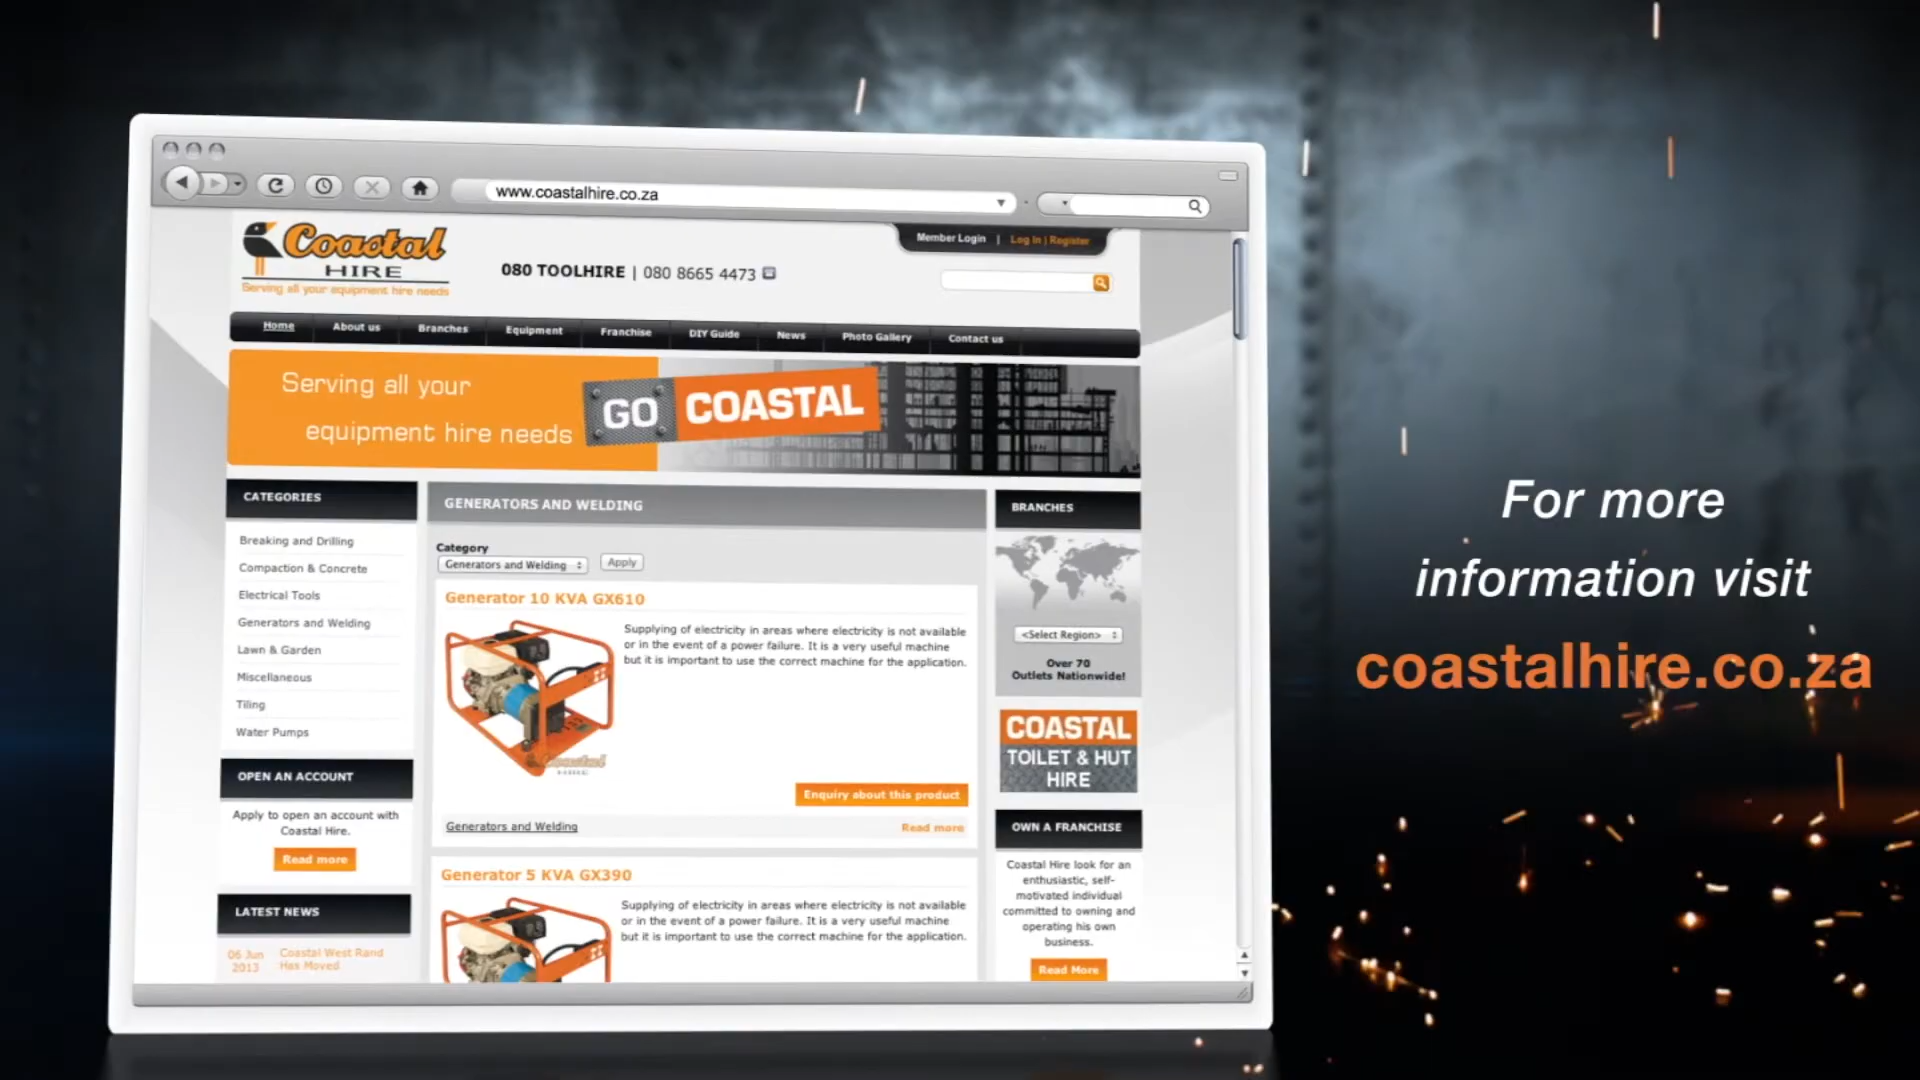 www.coastalhire.co.za
Coastal
HIRE
Serving all your equipment hire needs
080 TOOLHIRE | 080 8665 4473
Member Login | Log In | Register
Home
About us
Branches
Equipment
Franchise
DIY Guide
News
Photo Gallery
Contact us
Serving all your
equipment hire needs
GO COASTAL
CATEGORIES
Breaking and Drilling
Compaction & Concrete
Electrical Tools
Generators and Welding
Lawn & Garden
Miscellaneous
Tiling
Water Pumps
OPEN AN ACCOUNT
Apply to open an account with
Coastal Hire.
Read more
LATEST NEWS
06 Jun
2013
Coastal West Rand
Has Moved
GENERATORS AND WELDING
Category
Generators and Welding
Apply
Generator 10 KVA GX610
Supplying of electricity in areas where electricity is not available
or in the event of a power failure. It is a very useful machine
but it is important to use the correct machine for the application.
Coastal
HIRE
Enquiry about this product
Generators and Welding
Read more
Generator 5 KVA GX390
Supplying of electricity in areas where electricity is not available
or in the event of a power failure. It is a very useful machine
but it is important to use the correct machine for the application.
BRANCHES
<Select Region>
Over 70
Outlets Nationwide!
COASTAL
TOILET & HUT
HIRE
OWN A FRANCHISE
Coastal Hire look for an
enthusiastic, self-
motivated individual
committed to owning and
operating his own
business.
Read More
For more
information visit
coastalhire.co.za